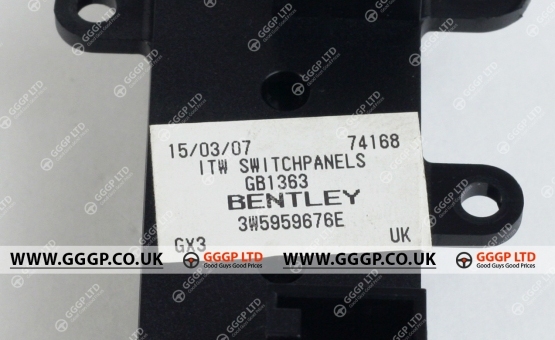 15/03/07 74168
ITW SWITCHPANELS
GB1363
BENTLEY
3W5959676E
GX3 UK
WWW.GGGP.CO.UK GGGP LTD WWW.GGGP.CO.UK GGGP LTD
Good Guys Good Prices Good Guys Good Prices